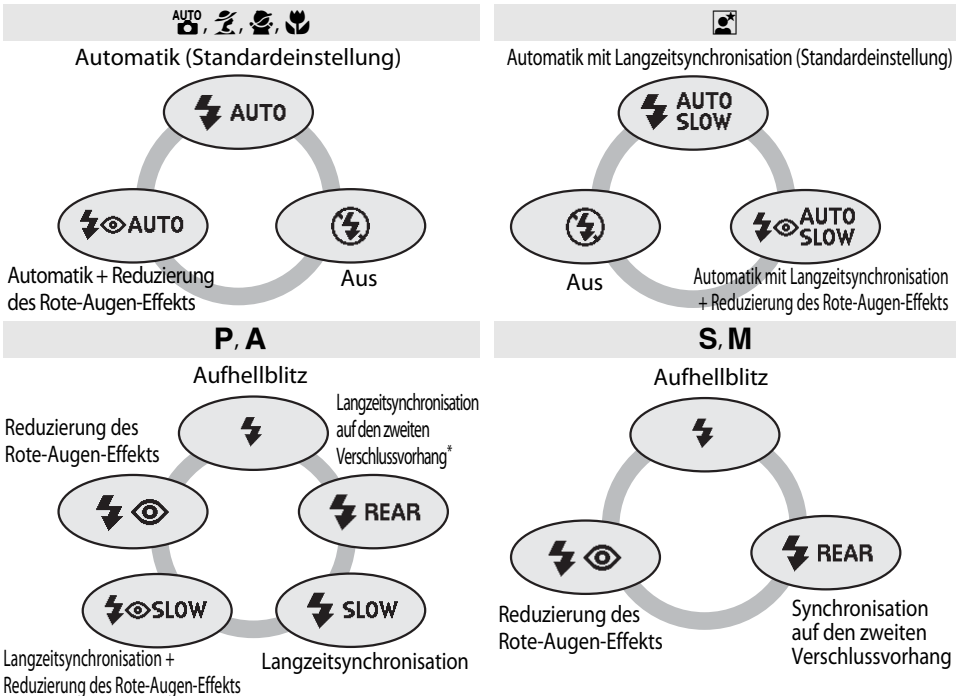 AUTO
Automatik (Standardeinstellung)
AUTO
AUTO
Automatik + Reduzierung
des Rote-Augen-Effekts
Aus
Automatik mit Langzeitsynchronisation (Standardeinstellung)
AUTO
SLOW
AUTO
SLOW
Aus
Automatik mit Langzeitsynchronisation
+ Reduzierung des Rote-Augen-Effekts
P, A
Aufhellblitz
Reduzierung des
Rote-Augen-Effekts
Langzeitsynchronisation
auf den zweiten
Verschlussvorhang*
REAR
SLOW
SLOW
Langzeitsynchronisation +
Reduzierung des Rote-Augen-Effekts
Langzeitsynchronisation
S, M
Aufhellblitz
REAR
Reduzierung des
Rote-Augen-Effekts
Synchronisation
auf den zweiten
Verschlussvorhang